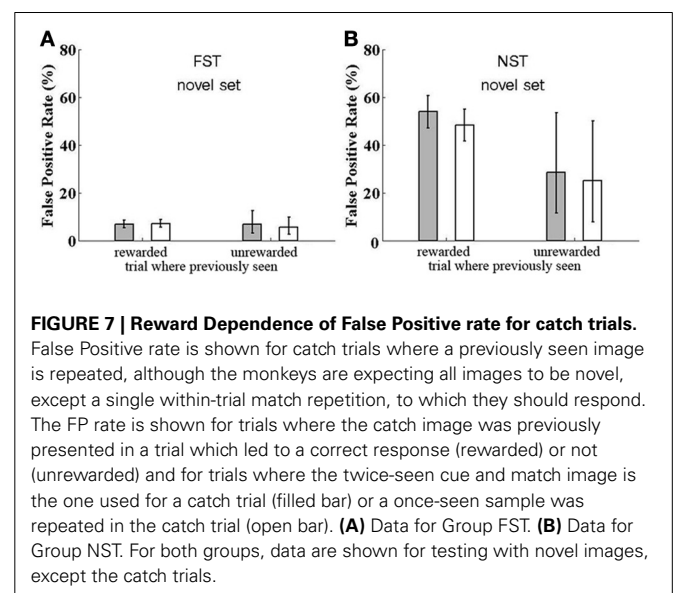 A
80
60
40
20
0
False Positive Rate (%)
FST
novel set
rewarded
unrewarded
trial where previously seen
B
80
60
40
20
0
False Positive Rate (%)
NST
novel set
rewarded
unrewarded
trial where previously seen
FIGURE 7 | Reward Dependence of False Positive rate for catch trials.
False Positive rate is shown for catch trials where a previously seen image
is repeated, although the monkeys are expecting all images to be novel,
except a single within-trial match repetition, to which they should respond.
The FP rate is shown for trials where the catch image was previously
presented in a trial which led to a correct response (rewarded) or not
(unrewarded) and for trials where the twice-seen cue and match image is
the one used for a catch trial (filled bar) or a once-seen sample was
repeated in the catch trial (open bar). (A) Data for Group FST. (B) Data for
Group NST. For both groups, data are shown for testing with novel images,
except the catch trials.